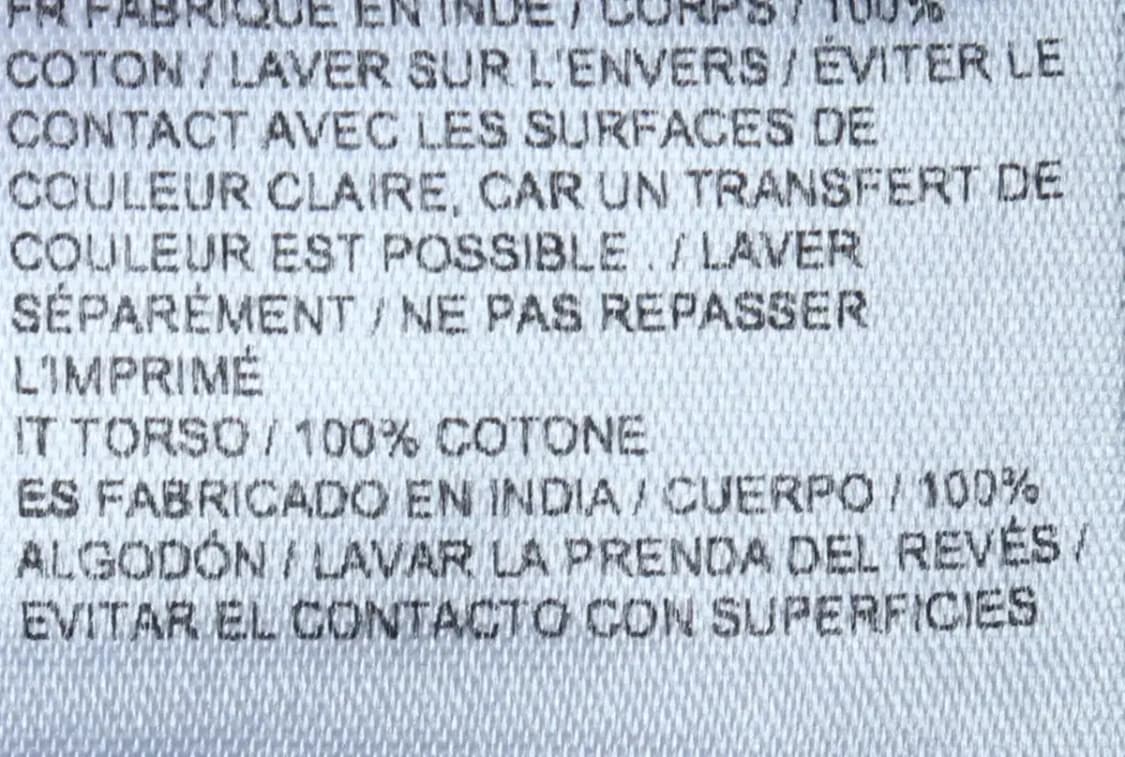 FR FABRIQUÉ EN INDE / CORPS / 100%
COTON / LAVER SUR L'ENVERS / ÉVITER LE
CONTACT AVEC LES SURFACES DE
COULEUR CLAIRE, CAR UN TRANSFERT DE
COULEUR EST POSSIBLE . / LAVER
SÉPARÉMENT / NE PAS REPASSER
L'IMPRIMÉ
IT TORSO / 100% COTONE
ES FABRICADO EN INDIA / CUERPO / 100%
ALGODÓN / LAVAR LA PRENDA DEL REVÉS /
EVITAR EL CONTACTO CON SUPERFICIES